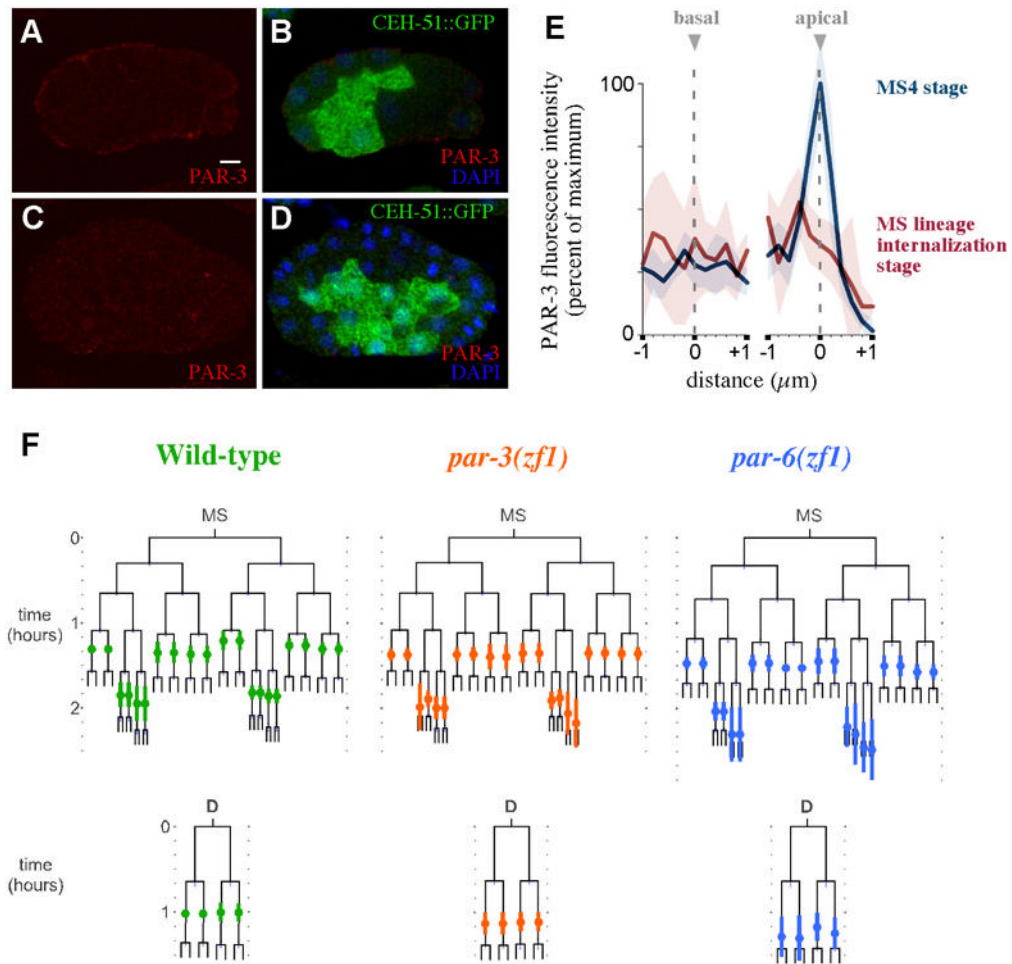 A
PAR-3
B
CEH-51::GFP
PAR-3
DAPI
C
PAR-3
D
CEH-51::GFP
PAR-3
DAPI
E
basal
apical
PAR-3 fluorescence intensity
(percent of maximum)
100
0
-1
0
+1
-1
0
+1
distance (μm)
MS4 stage
MS lineage
internalization
stage
F
Wild-type
par-3(zf1)
par-6(zf1)
MS
MS
MS
time
(hours)
0
1
2
D
D
D
time
(hours)
0
1